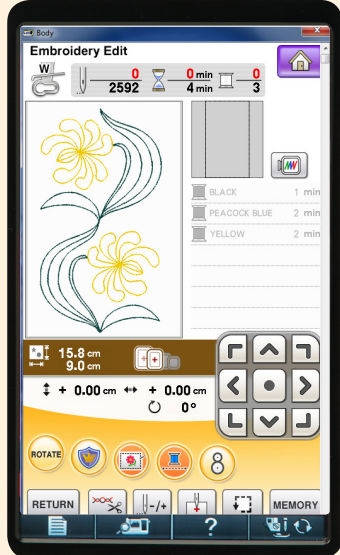 Body
Embroidery Edit
W
0 0 min 0
2592 4 min 3
BLACK 1 min
PEACOCK BLUE 2 min
YELLOW 2 min
15.8 cm
9.0 cm
+ 0.00 cm + 0.00 cm
0°
ROTATE
8
RETURN -/+ MEMORY
?